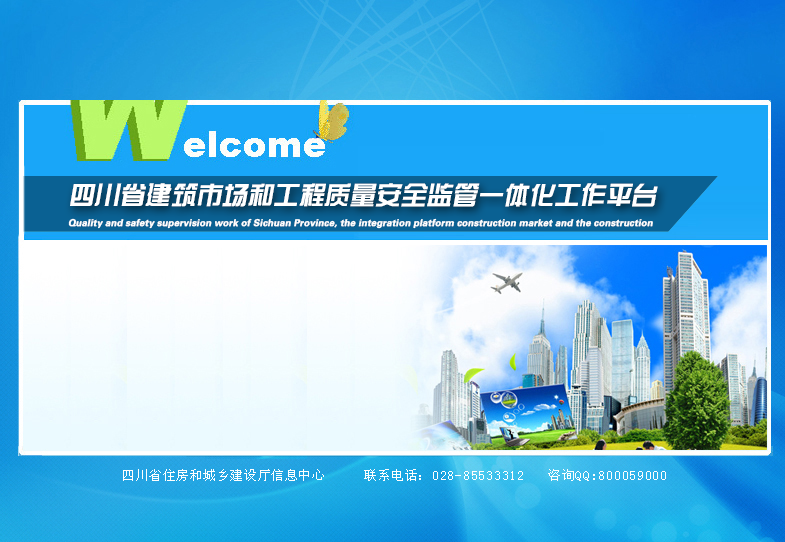 Welcome
四川省建筑市场和工程质量安全监管一体化工作平台
Quality and safety supervision work of Sichuan Province, the integration platform construction market and the construction
四川省住房和城乡建设厅信息中心 联系电话: 028-85533312 咨询QQ:800059000